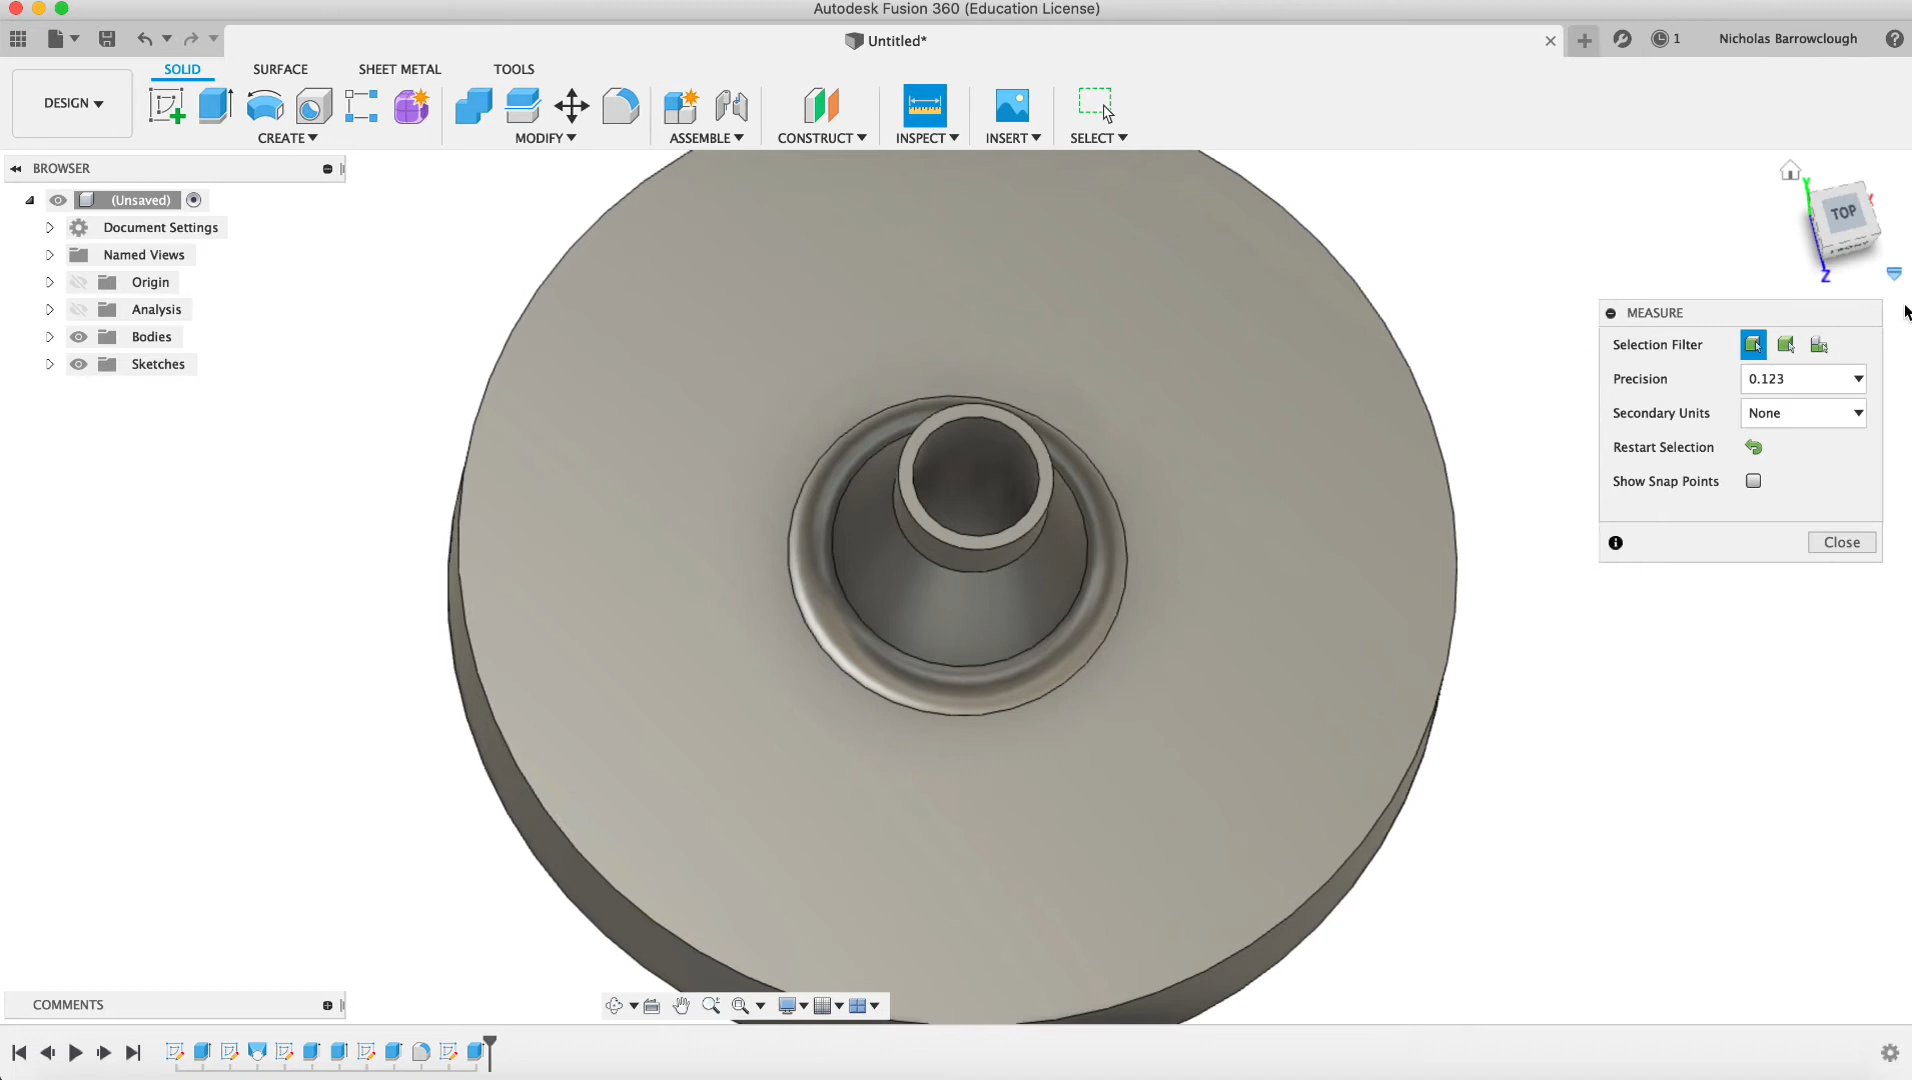 Autodesk Fusion 360 (Education License)
Untitled*
1
Nicholas Barrowclough
DESIGN
SOLID
SURFACE
SHEET METAL
TOOLS
CREATE
MODIFY
ASSEMBLE
CONSTRUCT
INSPECT
INSERT
SELECT
BROWSER
(Unsaved)
Document Settings
Named Views
Origin
Analysis
Bodies
Sketches
Y
X
TOP
FRONT
Z
MEASURE
Selection Filter
Precision
0.123
Secondary Units
None
Restart Selection
Show Snap Points
Close
COMMENTS